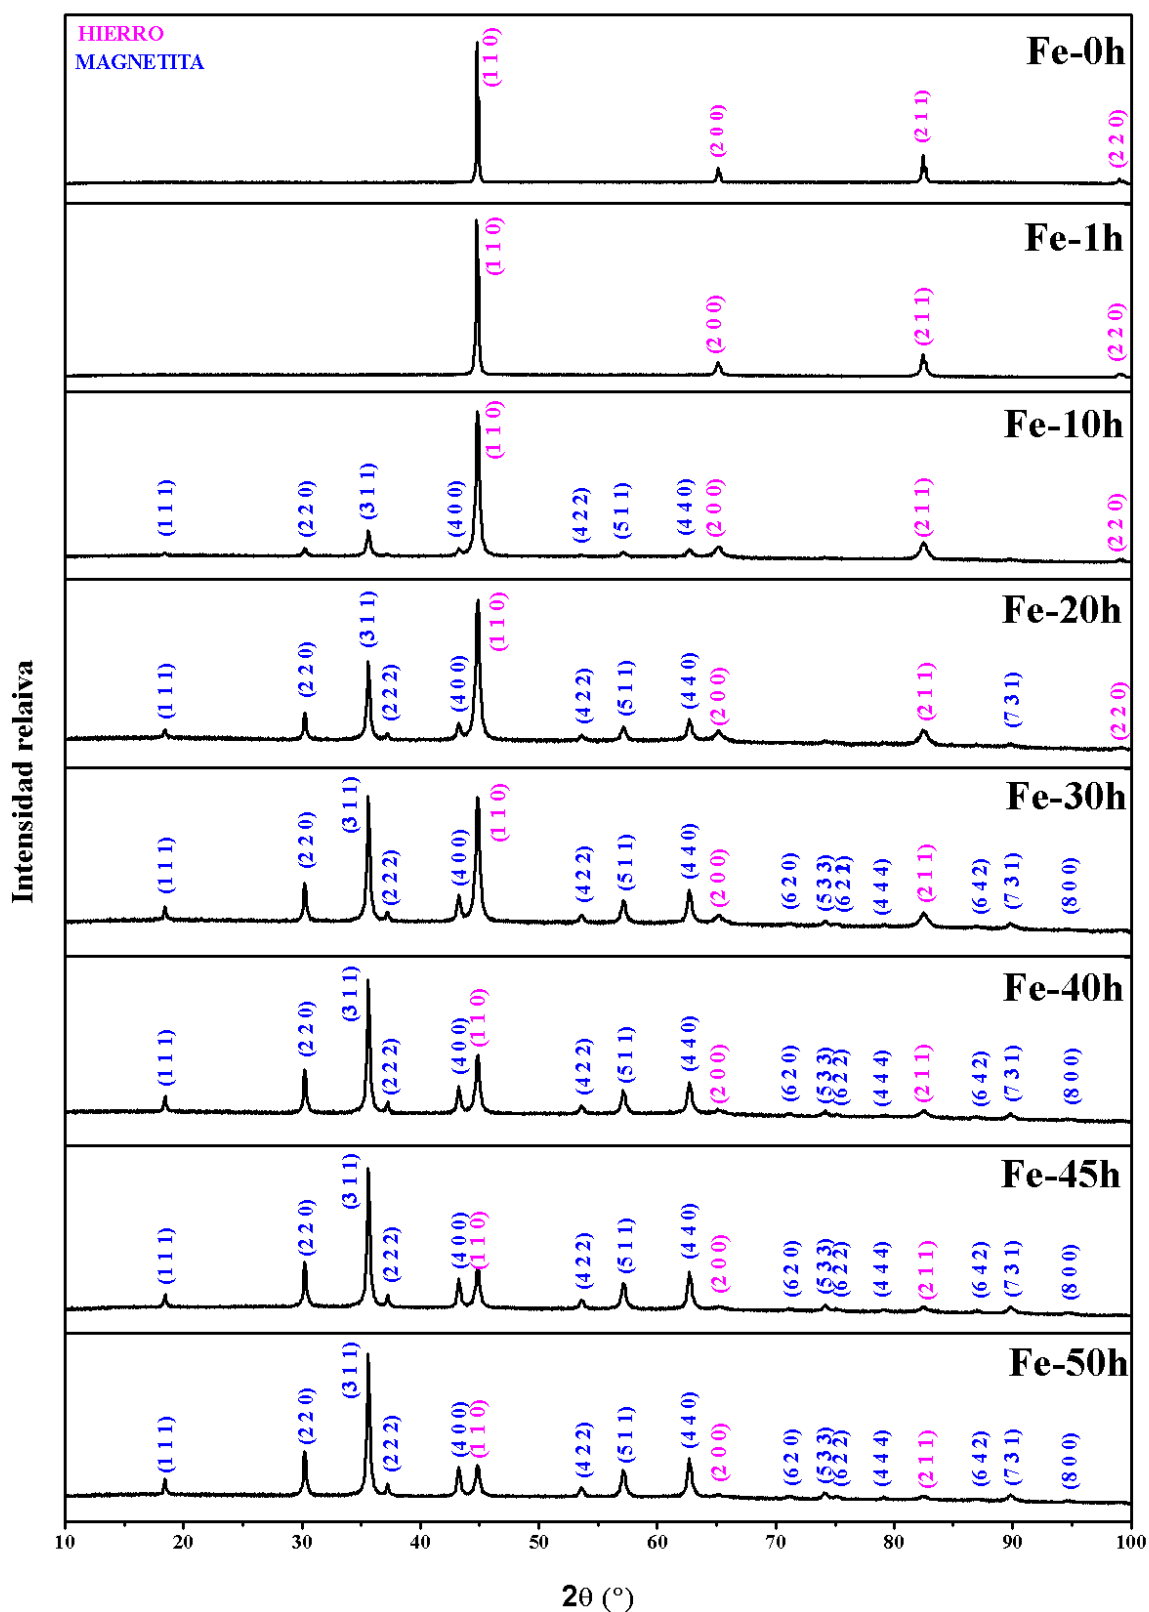 HIERRO
MAGNETITA
Fe-0h
(1 1 0)
(2 0 0)
(2 1 1)
(2 2 0)
Fe-1h
(1 1 0)
(2 0 0)
(2 1 1)
(2 2 0)
Fe-10h
(1 1 1)
(2 2 0)
(3 1 1)
(4 0 0)
(1 1 0)
(4 2 2)
(5 1 1)
(4 4 0)
(2 0 0)
(2 1 1)
(2 2 0)
Fe-20h
(1 1 1)
(2 2 0)
(3 1 1)
(2 2 2)
(4 0 0)
(1 1 0)
(4 2 2)
(5 1 1)
(4 4 0)
(2 0 0)
(2 1 1)
(7 3 1)
(2 2 0)
Fe-30h
(1 1 1)
(2 2 0)
(3 1 1)
(2 2 2)
(4 0 0)
(1 1 0)
(4 2 2)
(5 1 1)
(4 4 0)
(2 0 0)
(6 2 0)
(5 3 3)
(6 2 2)
(4 4 4)
(2 1 1)
(6 4 2)
(7 3 1)
(8 0 0)
Fe-40h
(1 1 1)
(2 2 0)
(3 1 1)
(2 2 2)
(4 0 0)
(1 1 0)
(4 2 2)
(5 1 1)
(4 4 0)
(2 0 0)
(6 2 0)
(5 3 3)
(6 2 2)
(4 4 4)
(2 1 1)
(6 4 2)
(7 3 1)
(8 0 0)
Fe-45h
(1 1 1)
(2 2 0)
(3 1 1)
(2 2 2)
(4 0 0)
(1 1 0)
(4 2 2)
(5 1 1)
(4 4 0)
(2 0 0)
(6 2 0)
(5 3 3)
(6 2 2)
(4 4 4)
(2 1 1)
(6 4 2)
(7 3 1)
(8 0 0)
Fe-50h
(1 1 1)
(2 2 0)
(3 1 1)
(2 2 2)
(4 0 0)
(1 1 0)
(4 2 2)
(5 1 1)
(4 4 0)
(2 0 0)
(6 2 0)
(5 3 3)
(6 2 2)
(4 4 4)
(2 1 1)
(6 4 2)
(7 3 1)
(8 0 0)
Intensidad relaiva
10 20 30 40 50 60 70 80 90 100
2θ (°)